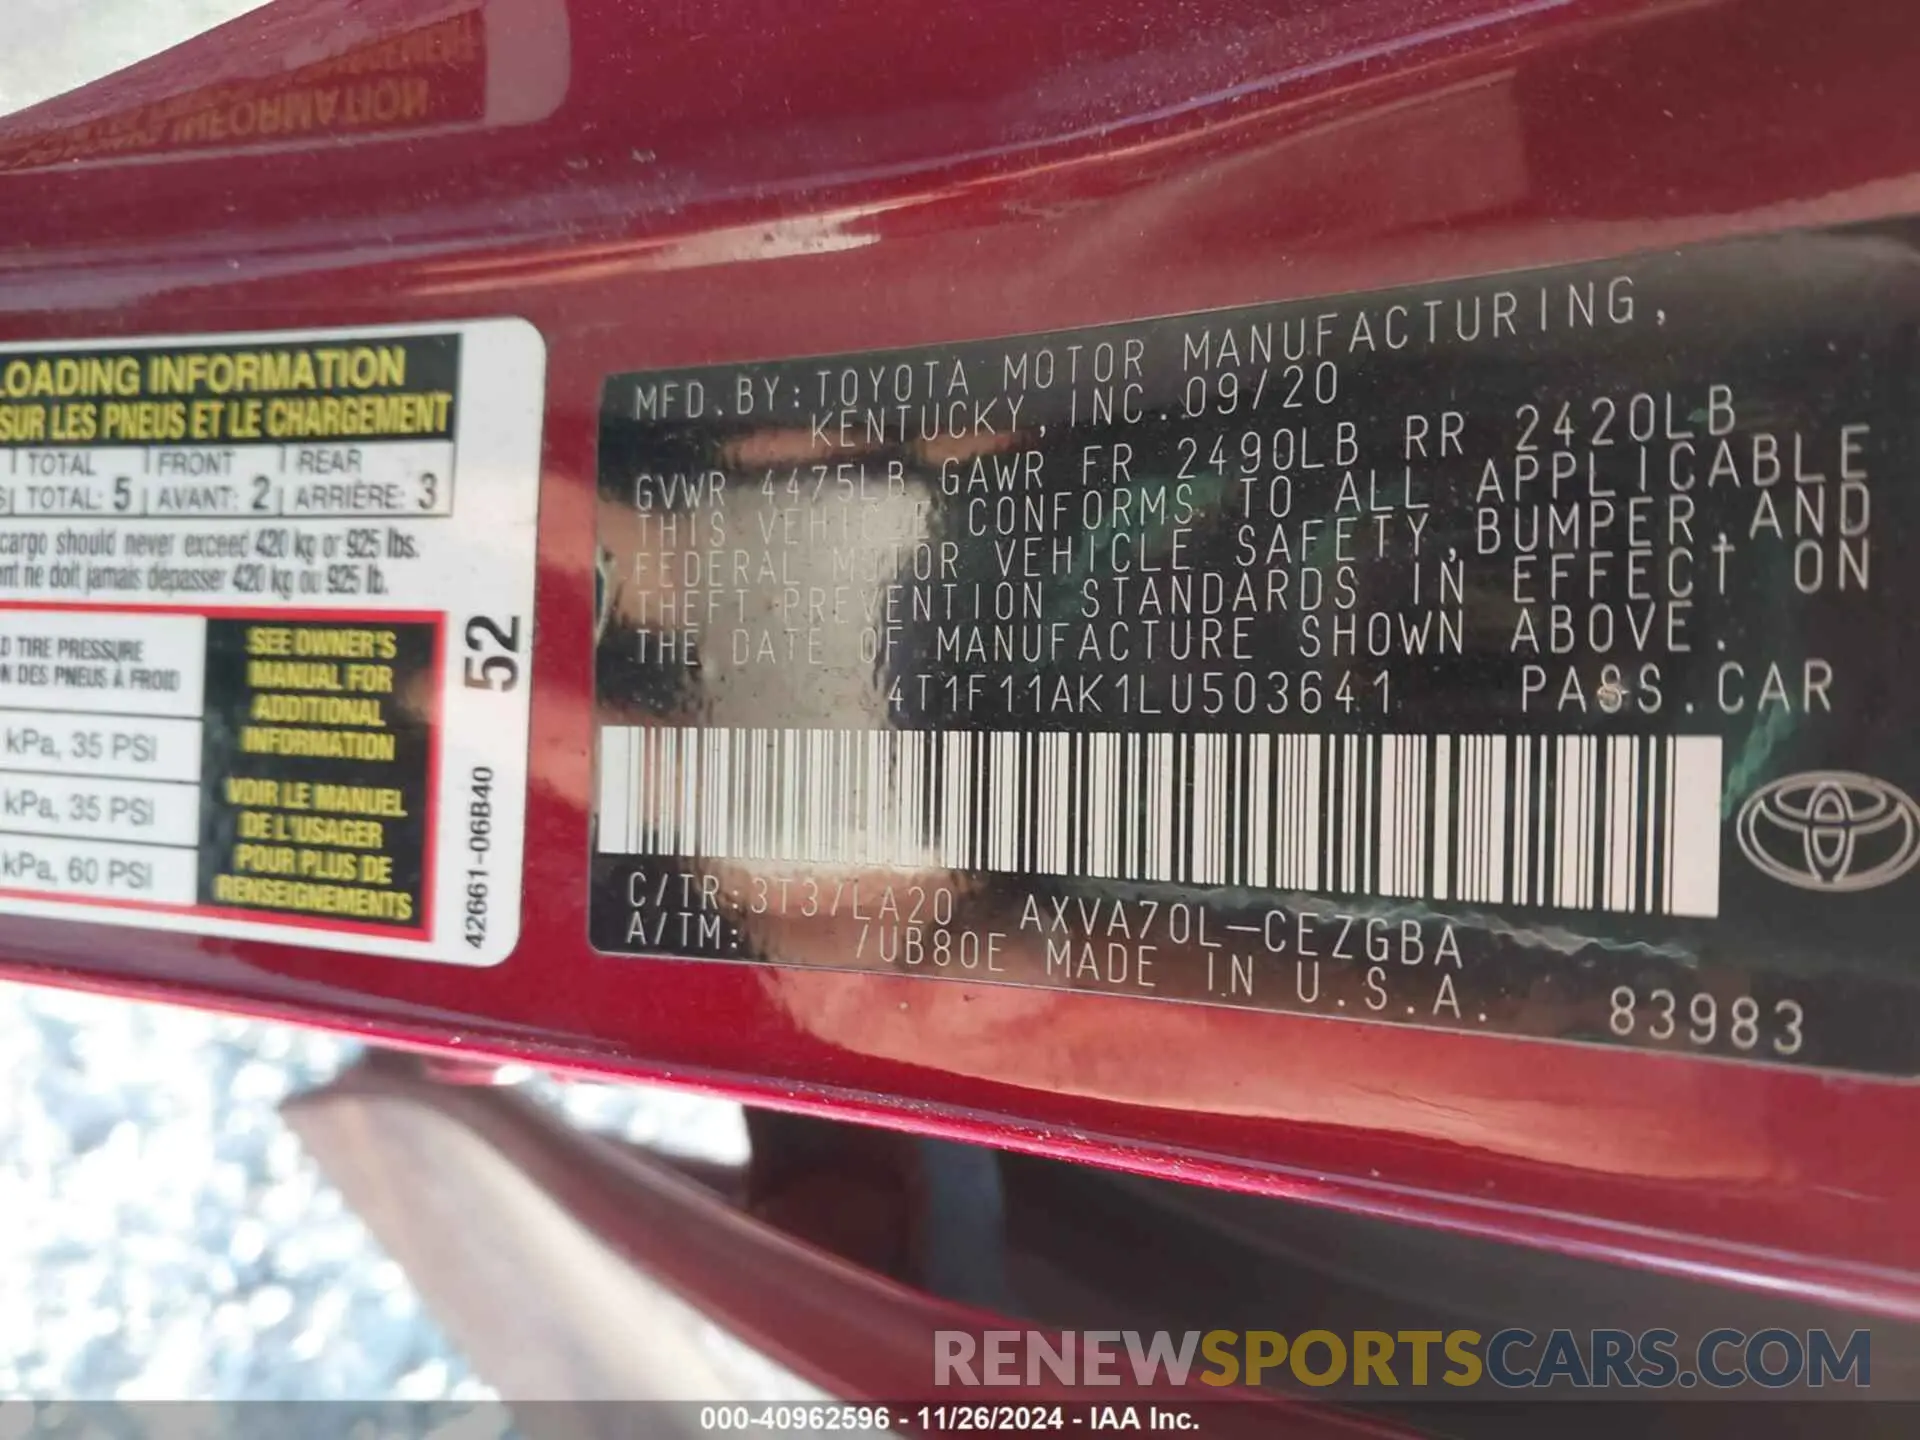 LOADING INFORMATION
SUR LES PNEUS ET LE CHARGEMENT
TOTAL FRONT REAR
TOTAL: 5 AVANT: 2 ARRIÈRE: 3
cargo should never exceed 420 kg or 925 lbs.
ne doit jamais dépasser 420 kg ou 925 lb.
TIRE PRESSURE
DES PNEUS À FROID
kPa, 35 PSI
kPa, 35 PSI
kPa, 60 PSI
SEE OWNER'S
MANUAL FOR
ADDITIONAL
INFORMATION
VOIR LE MANUEL
DE L'USAGER
POUR PLUS DE
RENSEIGNEMENTS
52
42661-06B40
MFD.BY:TOYOTA MOTOR MANUFACTURING,
KENTUCKY, INC.09/20
GVWR 4475LB GAWR FR 2490LB RR 2420LB
THIS VEHICLE CONFORMS TO ALL APPLICABLE
FEDERAL MOTOR VEHICLE SAFETY,BUMPER,AND
THEFT PREVENTION STANDARDS IN EFFECT ON
THE DATE OF MANUFACTURE SHOWN ABOVE.
4T1F11AK1LU503641 PASS.CAR
C/TR:3T3/LA20 AXVA70L-CEZGBA
A/TM: /UB80E MADE IN U.S.A. 83983
RENEWSPORTSCARS.COM
000-40962596 - 11/26/2024 - IAA Inc.